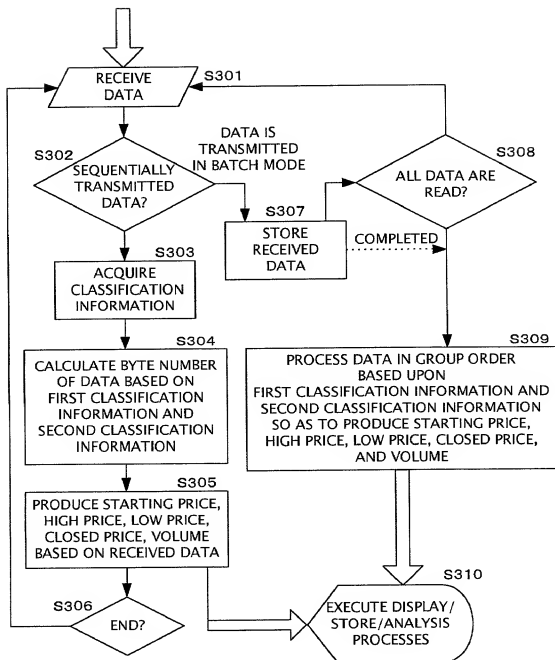 RECEIVE
DATA
S301
S302
SEQUENTIALLY
TRANSMITTED
DATA?
DATA IS
TRANSMITTED
IN BATCH MODE
S307
STORE
RECEIVED
DATA
S308
ALL DATA ARE
READ?
COMPLETED
S303
ACQUIRE
CLASSIFICATION
INFORMATION
S304
CALCULATE BYTE NUMBER
OF DATA BASED ON
FIRST CLASSIFICATION
INFORMATION AND
SECOND CLASSIFICATION
INFORMATION
S309
PROCESS DATA IN GROUP ORDER
BASED UPON
FIRST CLASSIFICATION INFORMATION AND
SECOND CLASSIFICATION INFORMATION
SO AS TO PRODUCE STARTING PRICE,
HIGH PRICE, LOW PRICE, CLOSED PRICE,
AND VOLUME
S305
PRODUCE STARTING PRICE,
HIGH PRICE, LOW PRICE,
CLOSED PRICE, VOLUME
BASED ON RECEIVED DATA
S306
END?
S310
EXECUTE DISPLAY/
STORE/ANALYSIS
PROCESSES